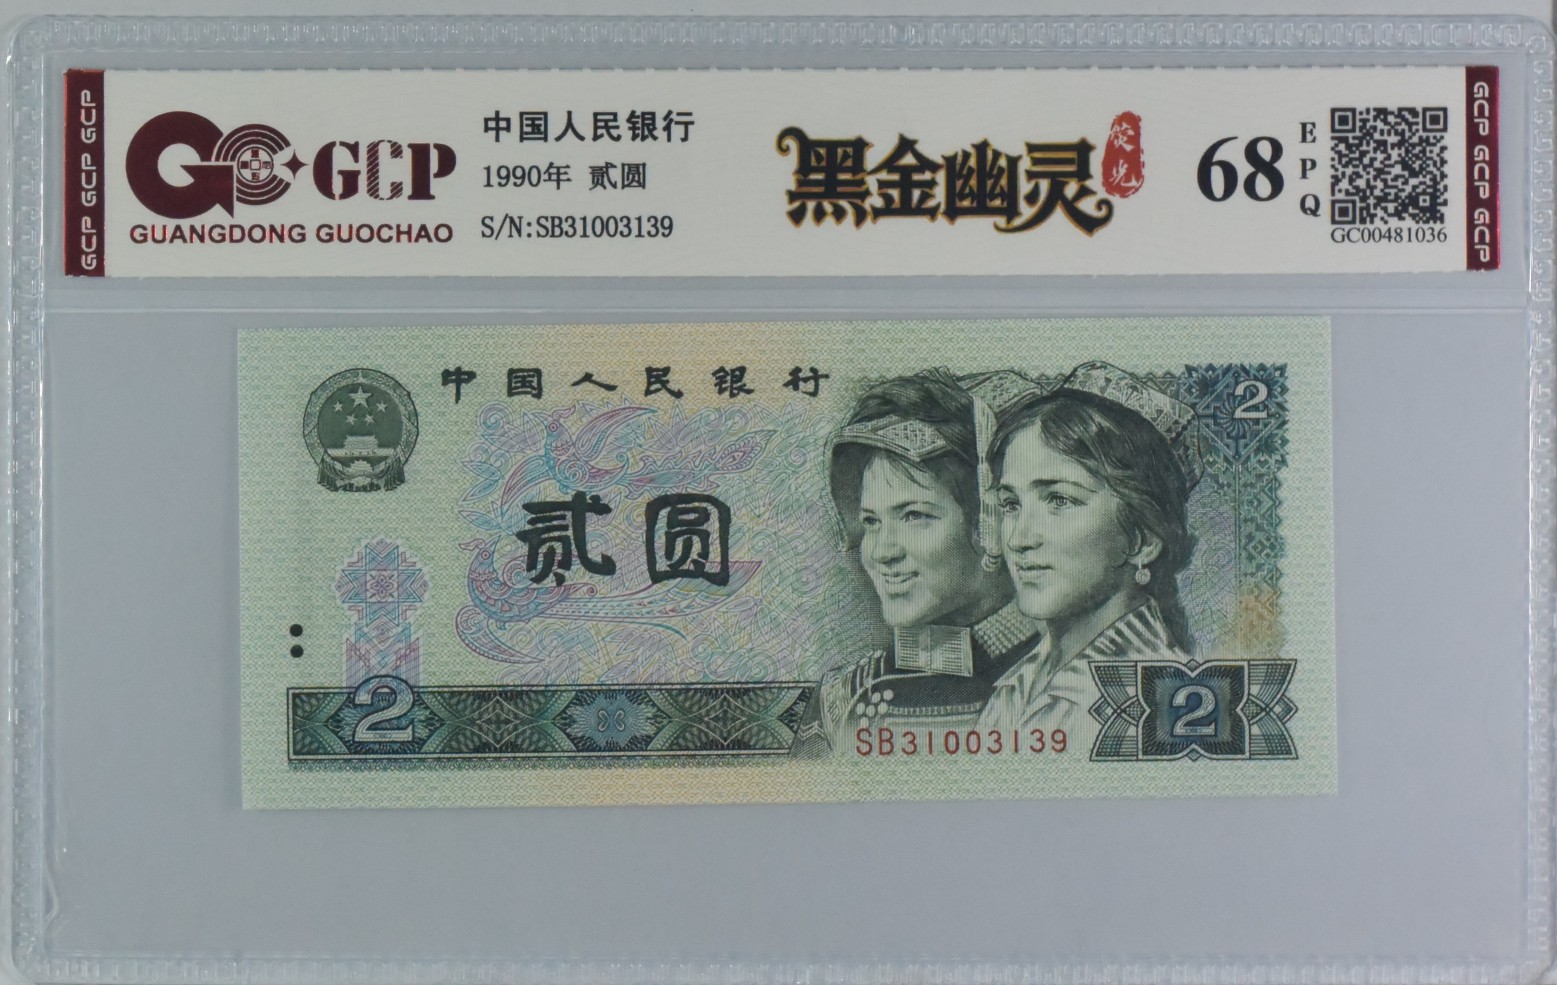 GCP GCP GCP
GCP
GUANGDONG GUOCHAO
中国人民银行
1990年 贰圆
S/N:SB31003139
黑金幽灵
荧光
68
EPQ
GC00481036
GCP GCP GCP GCP
中国人民银行
2
贰圆
2
SB31003139
2